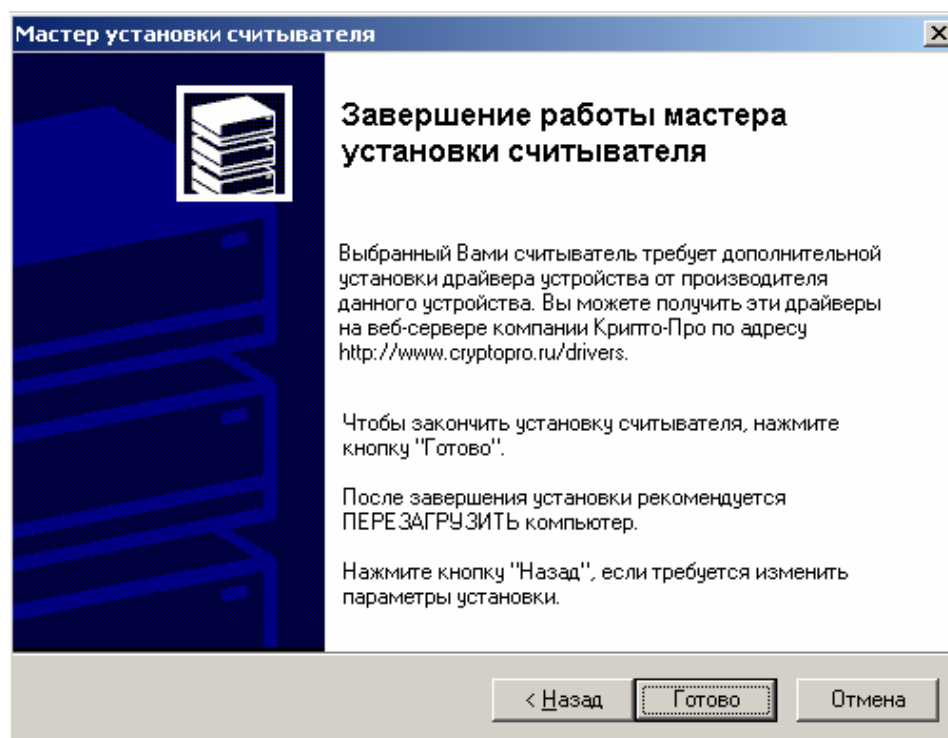 Мастер установки считывателя
Завершение работы мастера
установки считывателя
Выбранный Вами считыватель требует дополнительной
установки драйвера устройства от производителя
данного устройства. Вы можете получить эти драйверы
на веб-сервере компании Крипто-Про по адресу
http://www.cryptopro.ru/drivers.
Чтобы закончить установку считывателя, нажмите
кнопку "Готово".
После завершения установки рекомендуется
ПЕРЕЗАГРУЗИТЬ компьютер.
Нажмите кнопку "Назад", если требуется изменить
параметры установки.
< Назад Готово Отмена